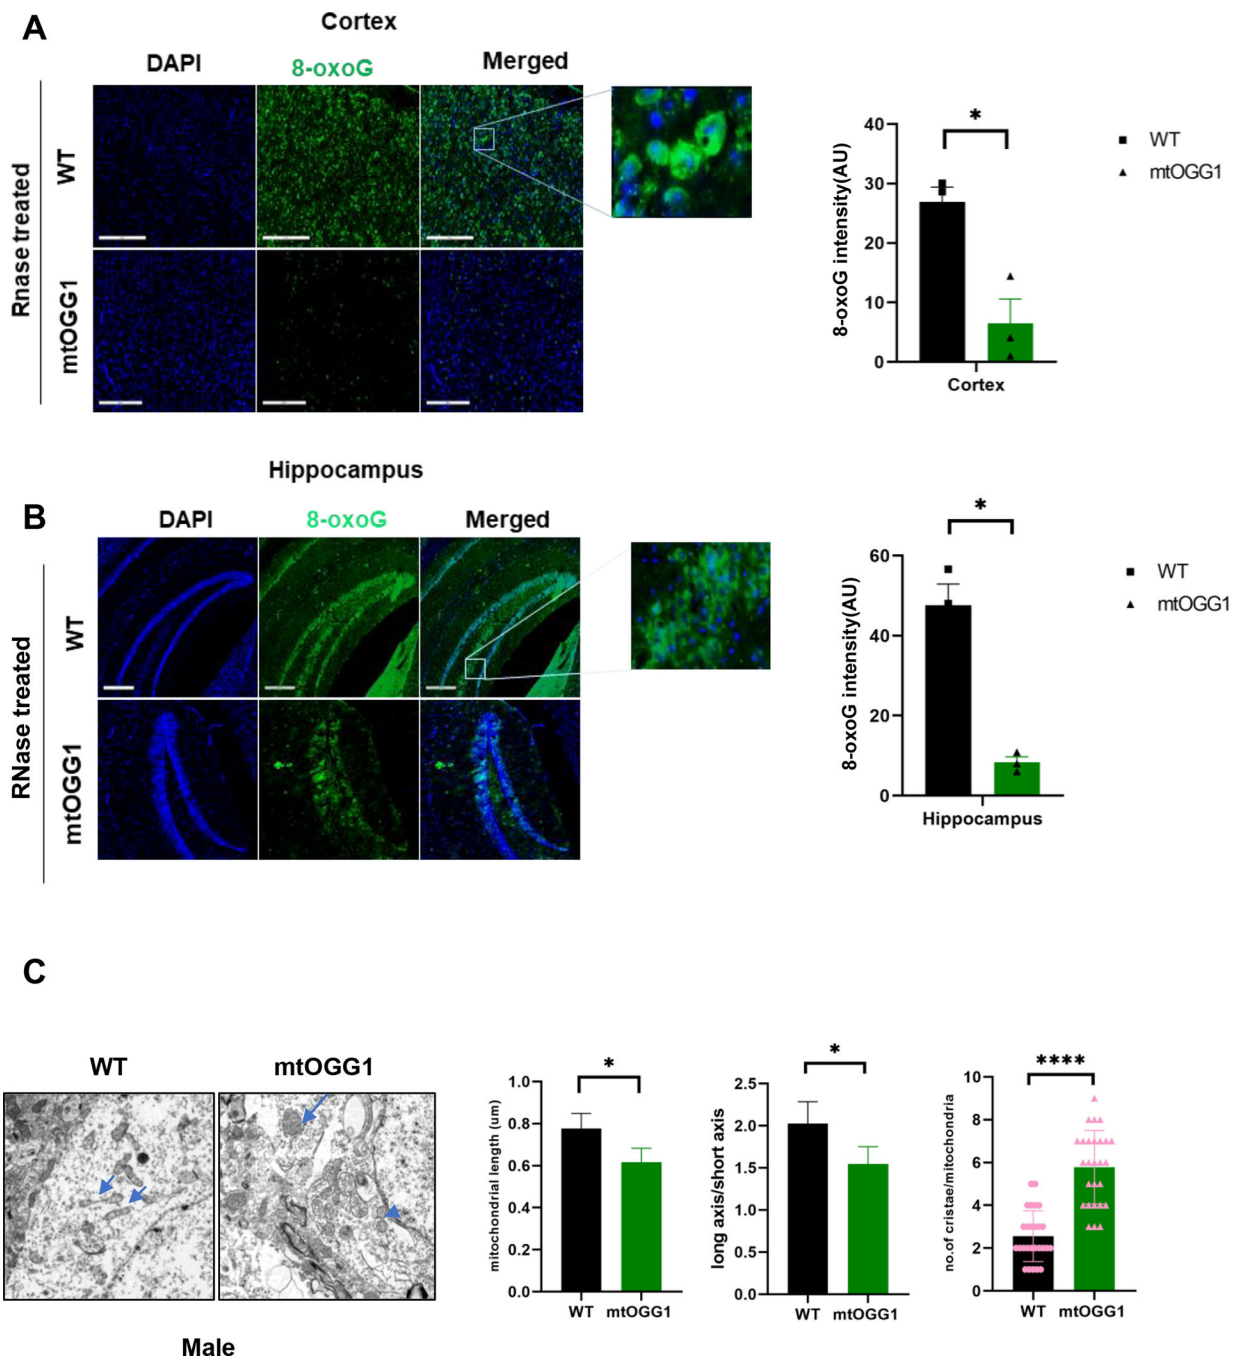 A
Cortex
DAPI
8-oxoG
Merged
Rnase treated
WT
mtOGG1
8-oxoG intensity(AU)
40
30
20
10
0
*
Cortex
WT
mtOGG1
Hippocampus
B
DAPI
8-oxoG
Merged
RNase treated
WT
mtOGG1
8-oxoG intensity(AU)
60
40
20
0
*
Hippocampus
WT
mtOGG1
C
WT
mtOGG1
Male
mitochondrial length (um)
1.0
0.8
0.6
0.4
0.2
0.0
*
WT
mtOGG1
long axis/short axis
2.5
2.0
1.5
1.0
0.5
0.0
*
WT
mtOGG1
no.of cristae/mitochondria
10
8
6
4
2
0
****
WT
mtOGG1